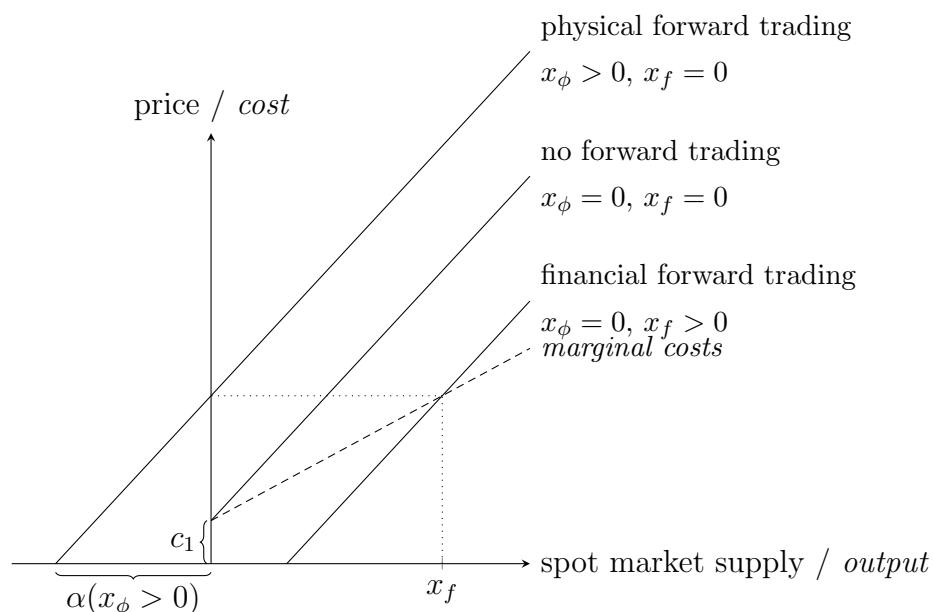 physical forward trading
x_ϕ > 0, x_f = 0
price / cost
no forward trading
x_ϕ = 0, x_f = 0
financial forward trading
x_ϕ = 0, x_f > 0
marginal costs
c_1
spot market supply / output
α(x_ϕ > 0)
x_f